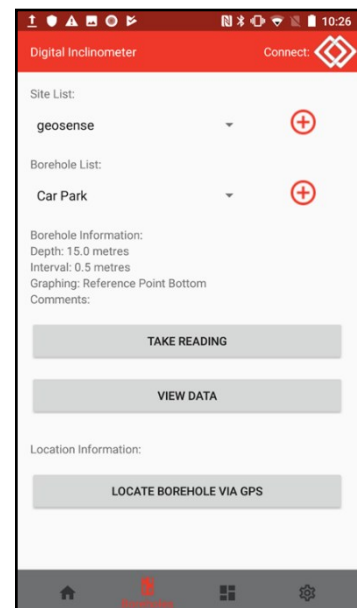 10:26
Digital Inclinometer Connect:
Site List:
geosense
Borehole List:
Car Park
Borehole Information:
Depth: 15.0 metres
Interval: 0.5 metres
Graphing: Reference Point Bottom
Comments:
TAKE READING
VIEW DATA
Location Information:
LOCATE BOREHOLE VIA GPS